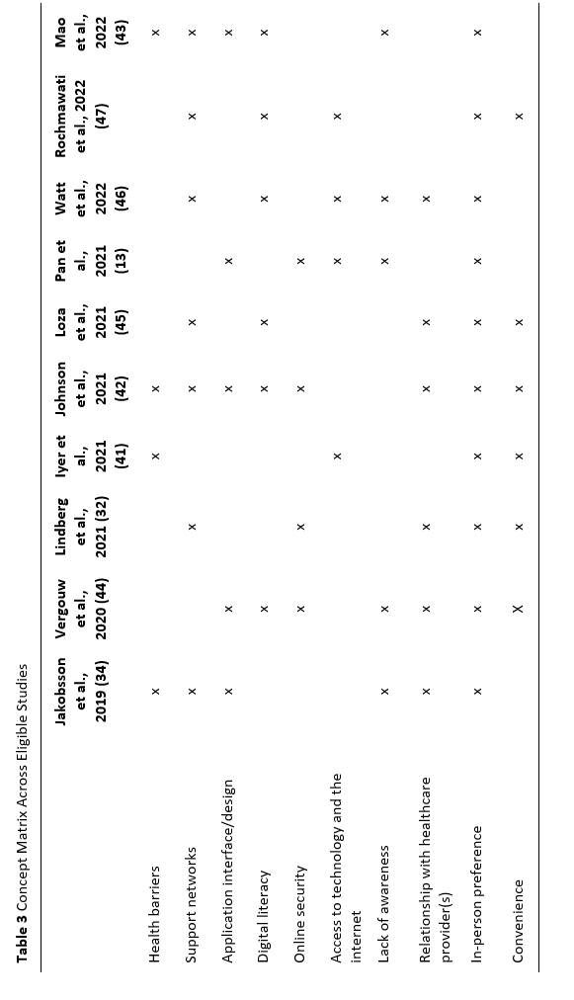 Table 3 Concept Matrix Across Eligible Studies
Jakobsson Vergouw Lindberg Iyer et Johnson Loza Pan et Watt Rochmawati Mao
et al., et al., et al., al., et al., et al., al., et al., et al., 2022 et al.,
2019 (34) 2020 (44) 2021 (32) 2021 2021 2021 2021 2022 (47) 2022
(41) (42) (45) (13) (46) (43)
Health barriers x x x x
Support networks x x x x x x x
Application interface/design x x x x x
Digital literacy x x x x x x
Online security x x x x
Access to technology and the x x x x
internet
Lack of awareness x x x x x
Relationship with healthcare x x x x x x
provider(s)
In-person preference x x x x x x x x x x
Convenience X x x x x x